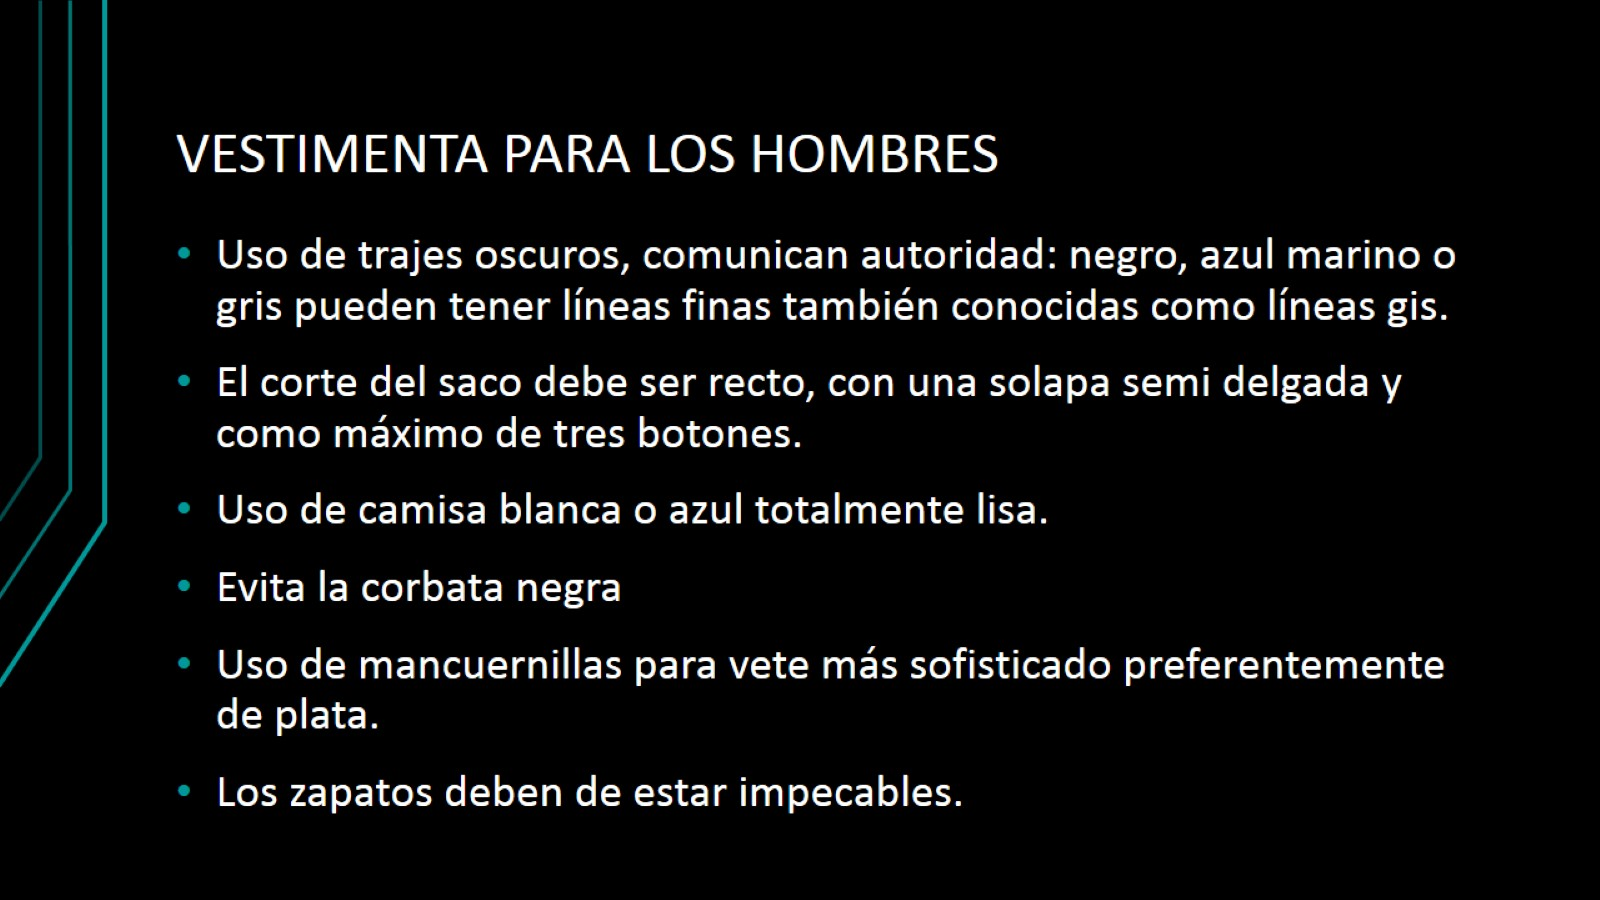 VESTIMENTA PARA LOS HOMBRES
• Uso de trajes oscuros, comunican autoridad: negro, azul marino o
gris pueden tener líneas finas también conocidas como líneas gis.
• El corte del saco debe ser recto, con una solapa semi delgada y
como máximo de tres botones.
• Uso de camisa blanca o azul totalmente lisa.
• Evita la corbata negra
• Uso de mancuernillas para vete más sofisticado preferentemente
de plata.
• Los zapatos deben de estar impecables.